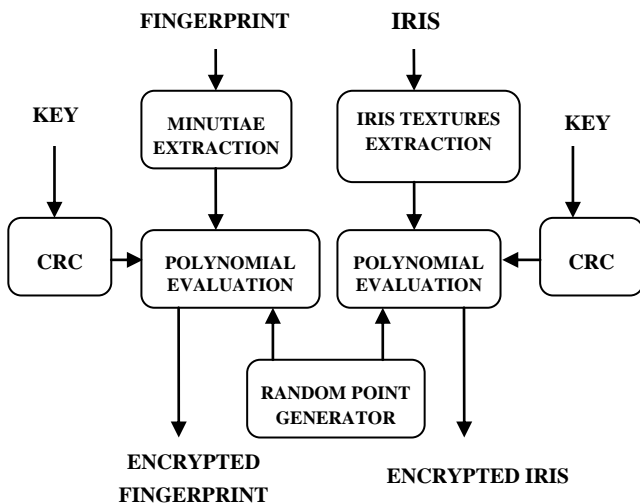 FINGERPRINT
IRIS
KEY
MINUTIAE
EXTRACTION
IRIS TEXTURES
EXTRACTION
KEY
CRC
POLYNOMIAL
EVALUATION
POLYNOMIAL
EVALUATION
CRC
RANDOM POINT
GENERATOR
ENCRYPTED
FINGERPRINT
ENCRYPTED IRIS